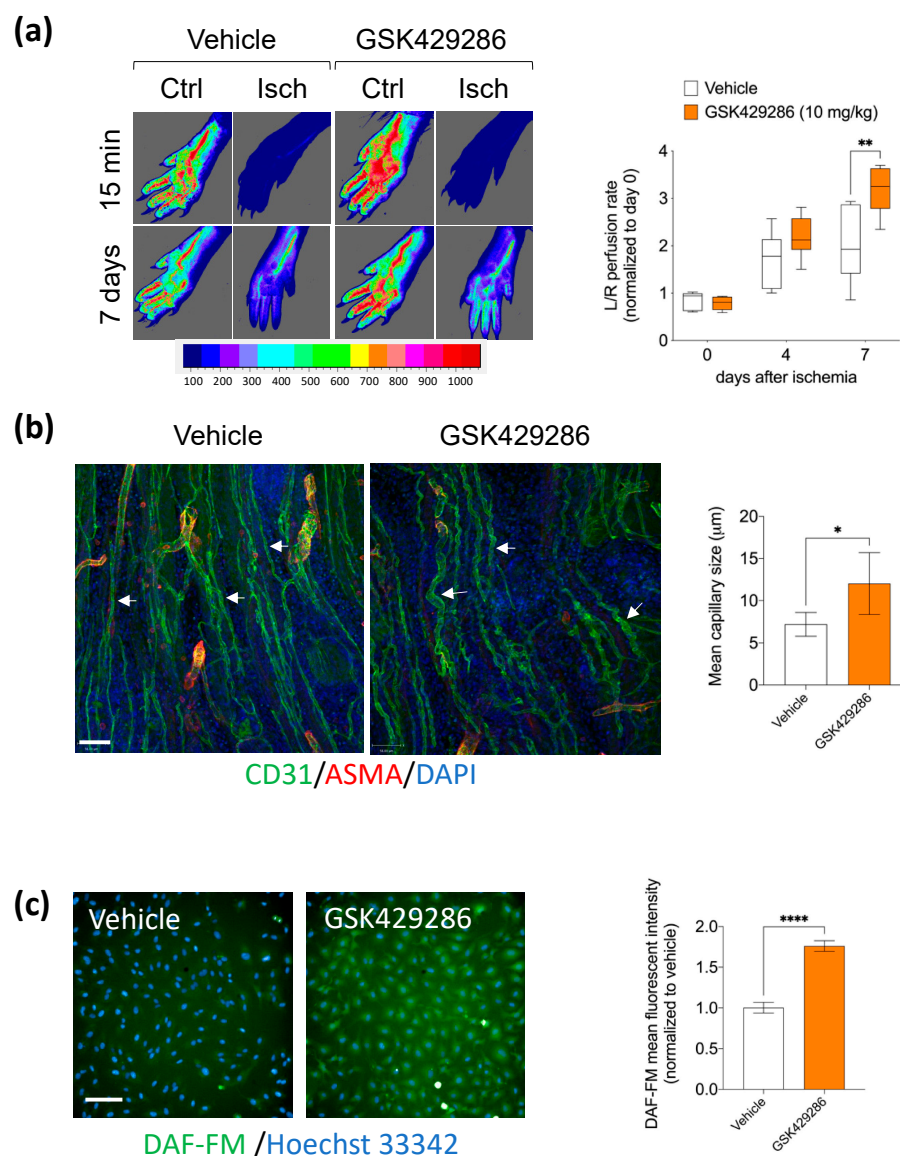 (a)
Vehicle GSK429286
Ctrl Isch Ctrl Isch
15 min
7 days
100 200 300 400 500 600 700 800 900 1000
Vehicle
GSK429286 (10 mg/kg)
**
L/R perfusion rate
(normalized to day 0)
4
3
2
1
0
0 4 7
days after ischemia
(b)
Vehicle GSK429286
CD31/ASMA/DAPI
Mean capillary size (μm)
20
15
10
5
0
*
Vehicle
GSK429286
(c)
Vehicle GSK429286
DAF-FM /Hoechst 33342
DAF-FM mean fluorescent intensity
(normalized to vehicle)
2.0
1.5
1.0
0.5
0.0
****
Vehicle
GSK429286